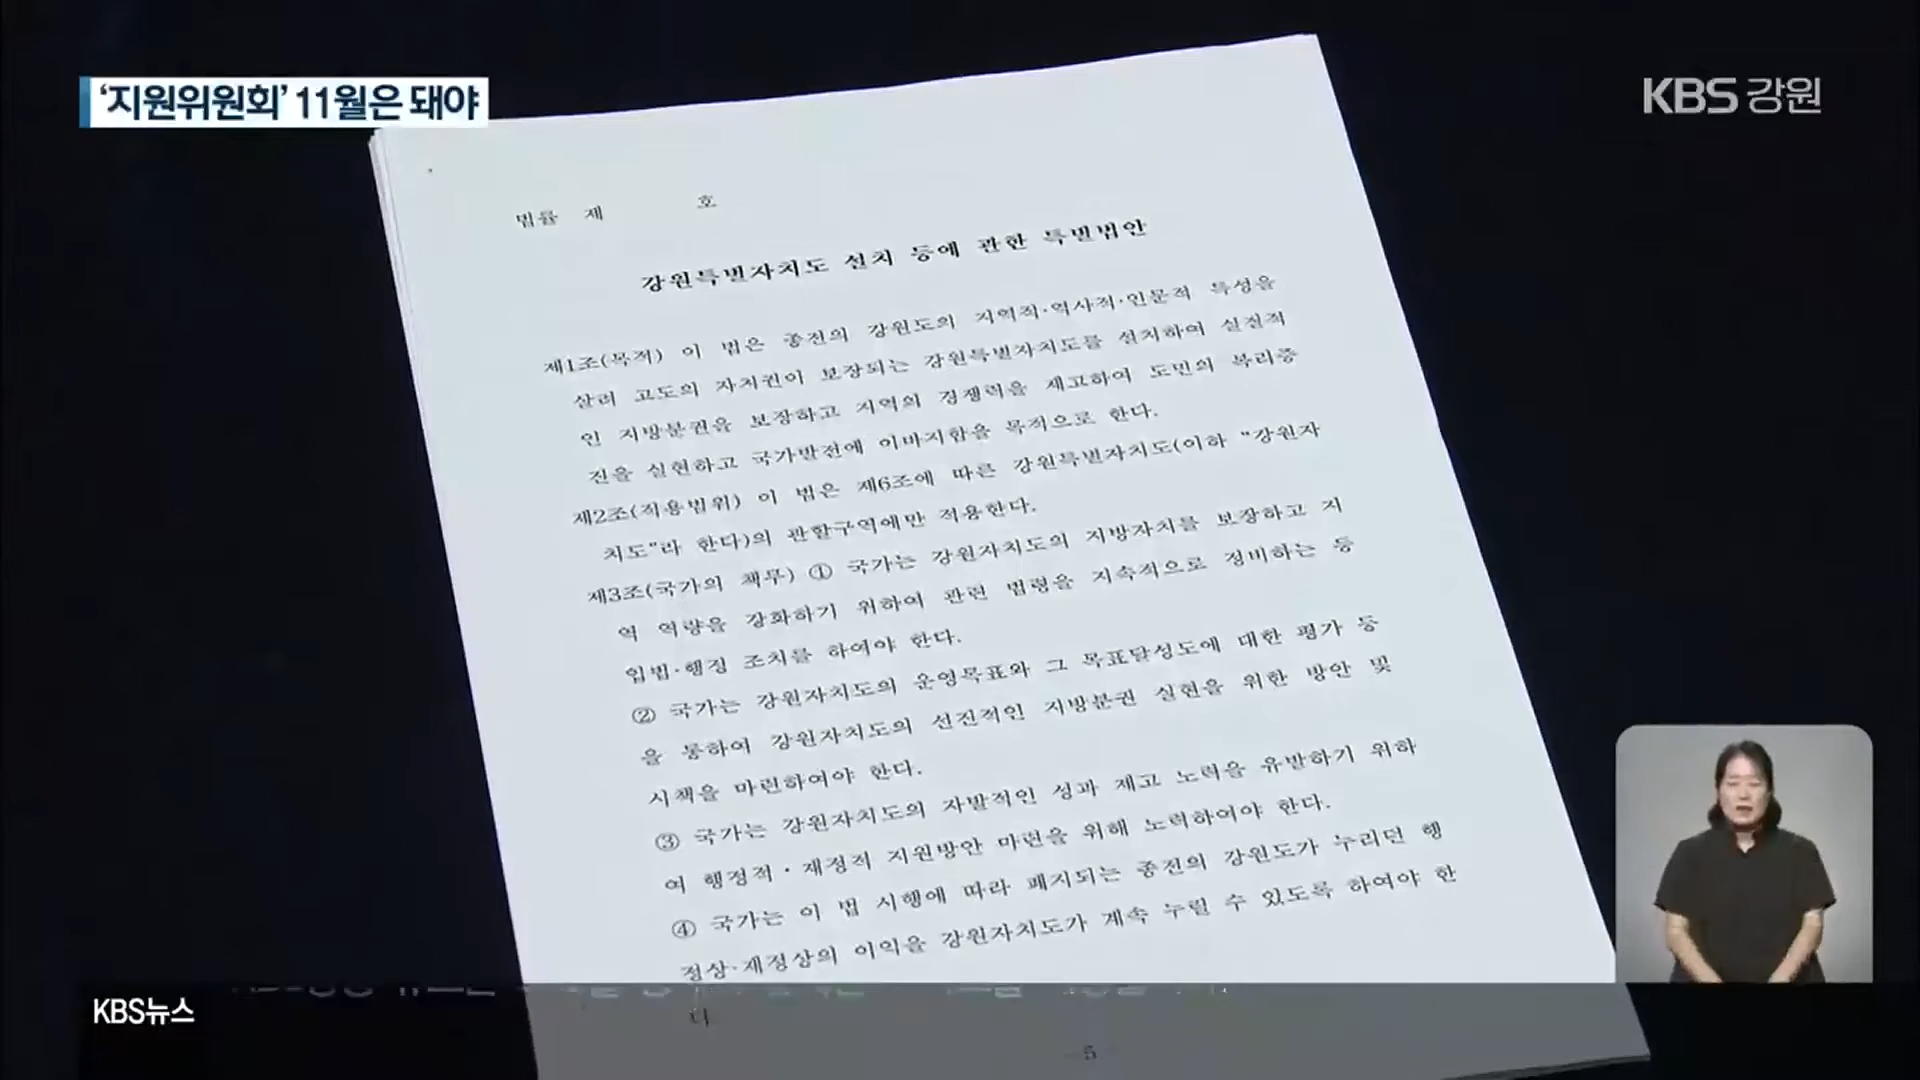 ‘지원위원회’ 11월은 돼야
KBS 강원
법률 제 호
강원특별자치도 설치 등에 관한 특별법안
제1조(목적) 이 법은 종전의 강원도의 지역적·역사적·인문적 특성을
살려 고도의 자치권이 보장되는 강원특별자치도를 설치하여 실질적
인 지방분권을 보장하고 지역의 경쟁력을 제고하여 도민의 복리증
진을 실현하고 국가발전에 이바지함을 목적으로 한다.
제2조(적용범위) 이 법은 제6조에 따른 강원특별자치도(이하 "강원자
치도"라 한다)의 관할구역에만 적용한다.
제3조(국가의 책무) ① 국가는 강원자치도의 지방자치를 보장하고 지
역 역량을 강화하기 위하여 관련 법령을 지속적으로 정비하는 등
입법·행정 조치를 하여야 한다.
② 국가는 강원자치도의 운영목표와 그 목표달성도에 대한 평가 등
을 통하여 강원자치도의 선진적인 지방분권 실현을 위한 방안 및
시책을 마련하여야 한다.
③ 국가는 강원자치도의 자발적인 성과 제고 노력을 유발하기 위하
여 행정적·재정적 지원방안 마련을 위해 노력하여야 한다.
④ 국가는 이 법 시행에 따라 폐지되는 종전의 강원도가 누리던 행
정상·재정상의 이익을 강원자치도가 계속 누릴 수 있도록 하여야 한
다
- 5 -
KBS뉴스